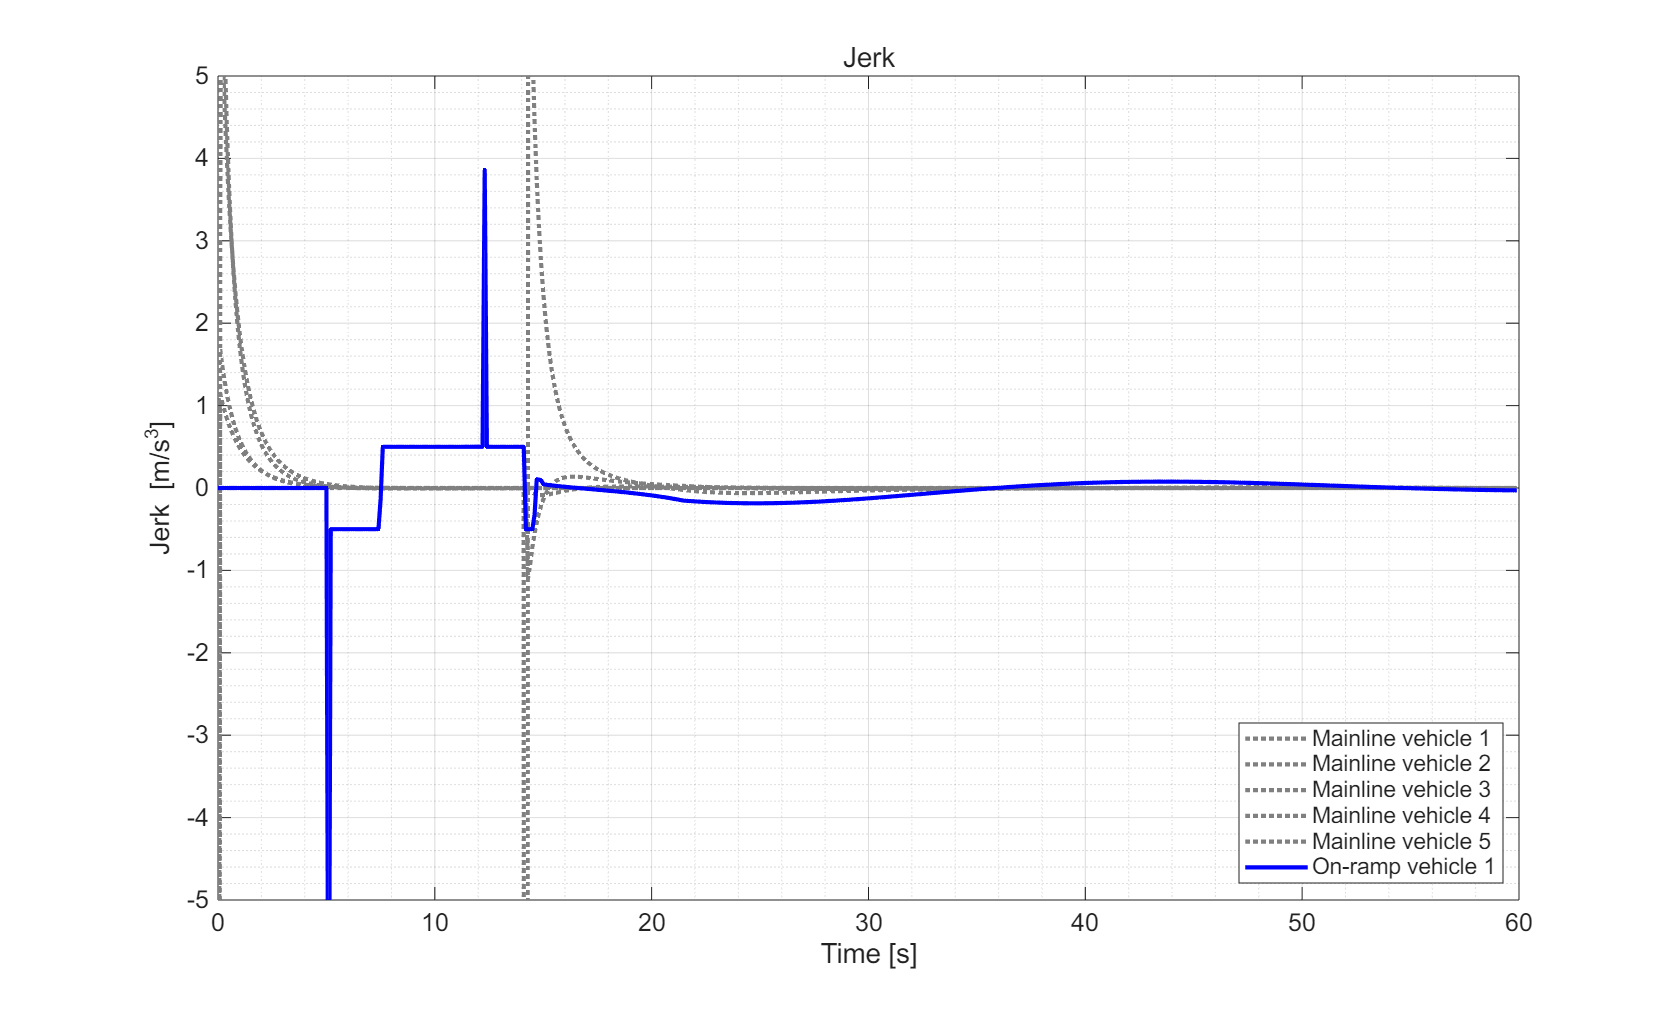 Jerk
5
4
3
2
1
0
-1
-2
-3
-4
-5
Jerk [m/s³]
0 10 20 30 40 50 60
Time [s]
Mainline vehicle 1
Mainline vehicle 2
Mainline vehicle 3
Mainline vehicle 4
Mainline vehicle 5
On-ramp vehicle 1